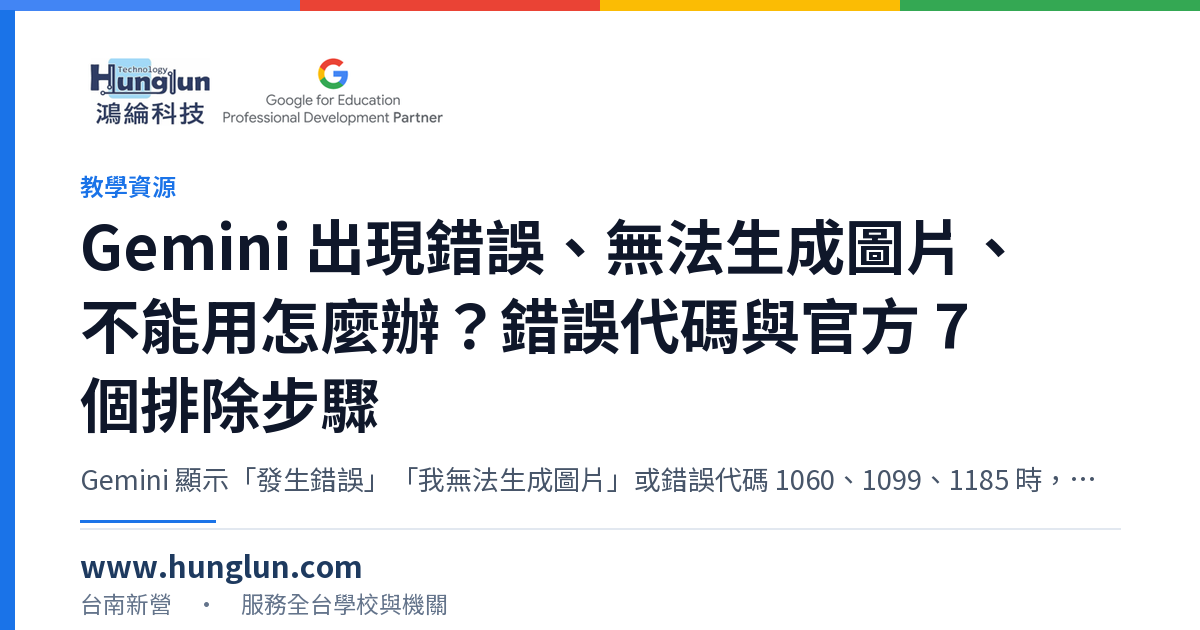 Technology
Hunglun
鴻綸科技
Google for Education
Professional Development Partner
教學資源
Gemini 出現錯誤、無法生成圖片、
不能用怎麼辦？錯誤代碼與官方 7
個排除步驟
Gemini 顯示「發生錯誤」「我無法生成圖片」或錯誤代碼 1060、1099、1185 時，…
www.hunglun.com
台南新營 · 服務全台學校與機關